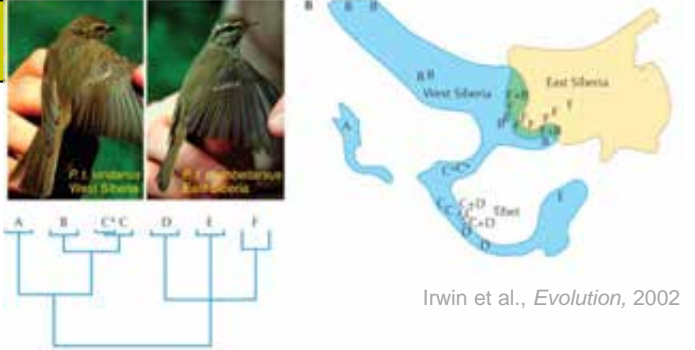 P. t. viridanus
West Siberia
P. t. plumbeitarsus
East Siberia
B
B B
B B
West Siberia
East Siberia
A
C+C*
C+D
C+D
D
D
Tibet
E
A B C* C D E F
Irwin et al., Evolution, 2002